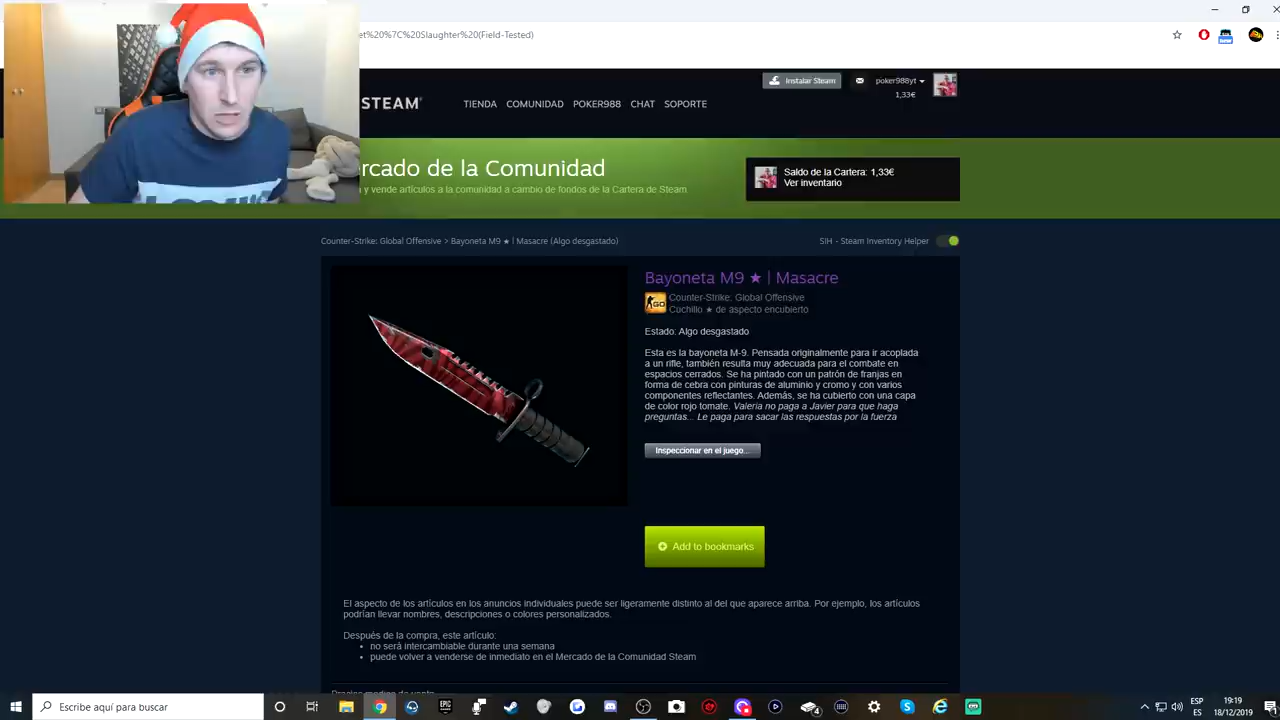 et%20%7C%20Slaughter%20(Field-Tested)
new
Instalar Steam
poker988yt
1,33€
STEAM®
TIENDA COMUNIDAD POKER988 CHAT SOPORTE
ercado de la Comunidad
a y vende artículos a la comunidad a cambio de fondos de la Cartera de Steam
Saldo de la Cartera: 1,33€
Ver inventario
Counter-Strike: Global Offensive > Bayoneta M9 ★ | Masacre (Algo desgastado)
SIH - Steam Inventory Helper
Bayoneta M9 ★ | Masacre
GO
Counter-Strike: Global Offensive
Cuchillo ★ de aspecto encubierto
Estado: Algo desgastado
Esta es la bayoneta M-9. Pensada originalmente para ir acoplada
a un rifle, también resulta muy adecuada para el combate en
espacios cerrados. Se ha pintado con un patrón de franjas en
forma de cebra con pinturas de aluminio y cromo y con varios
componentes reflectantes. Además, se ha cubierto con una capa
de color rojo tomate. Valeria no paga a Javier para que haga
preguntas... Le paga para sacar las respuestas por la fuerza
Inspeccionar en el juego...
Add to bookmarks
El aspecto de los artículos en los anuncios individuales puede ser ligeramente distinto al del que aparece arriba. Por ejemplo, los artículos
podrían llevar nombres, descripciones o colores personalizados.
Después de la compra, este artículo:
• no será intercambiable durante una semana
• puede volver a venderse de inmediato en el Mercado de la Comunidad Steam
Precios medios de venta
Escribe aquí para buscar
EPIC
ESP
ES
19:19
18/12/2019